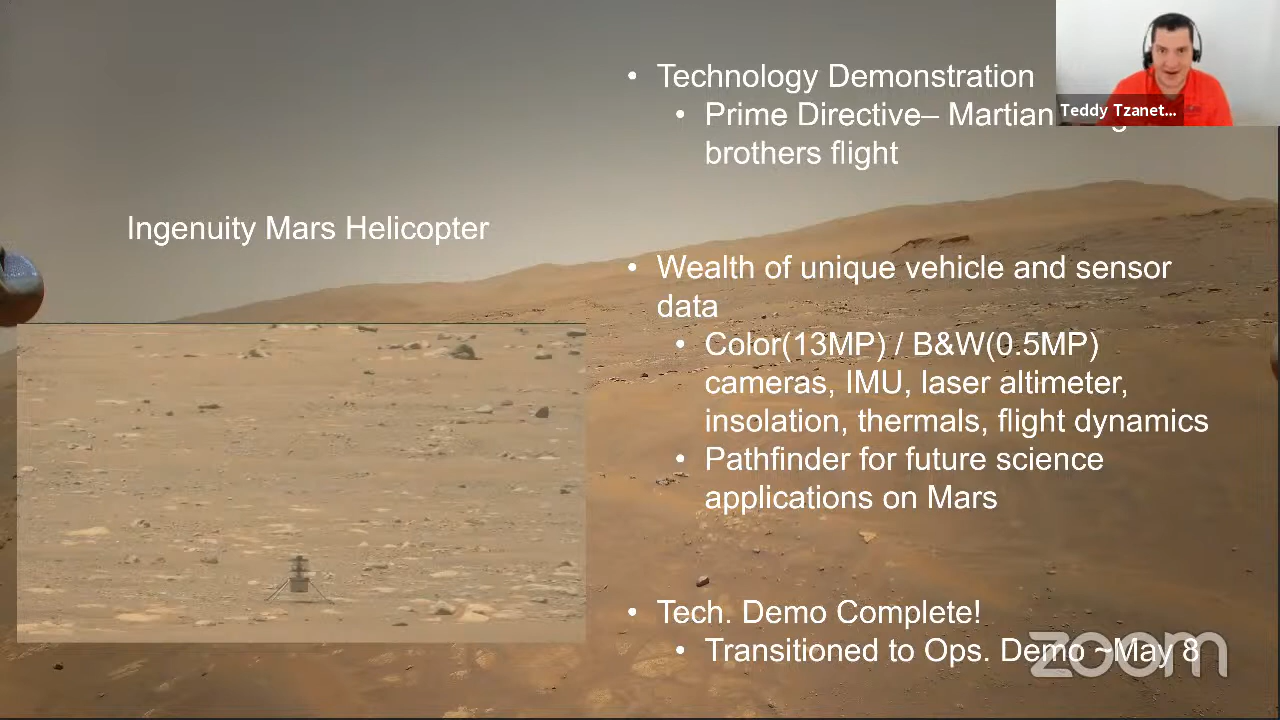 Ingenuity Mars Helicopter
• Technology Demonstration
• Prime Directive– Martian
brothers flight
• Wealth of unique vehicle and sensor
data
• Color(13MP) / B&W(0.5MP)
cameras, IMU, laser altimeter,
insolation, thermals, flight dynamics
• Pathfinder for future science
applications on Mars
• Tech. Demo Complete!
• Transitioned to Ops. Demo ~May 8
Teddy Tzanet...
zoom